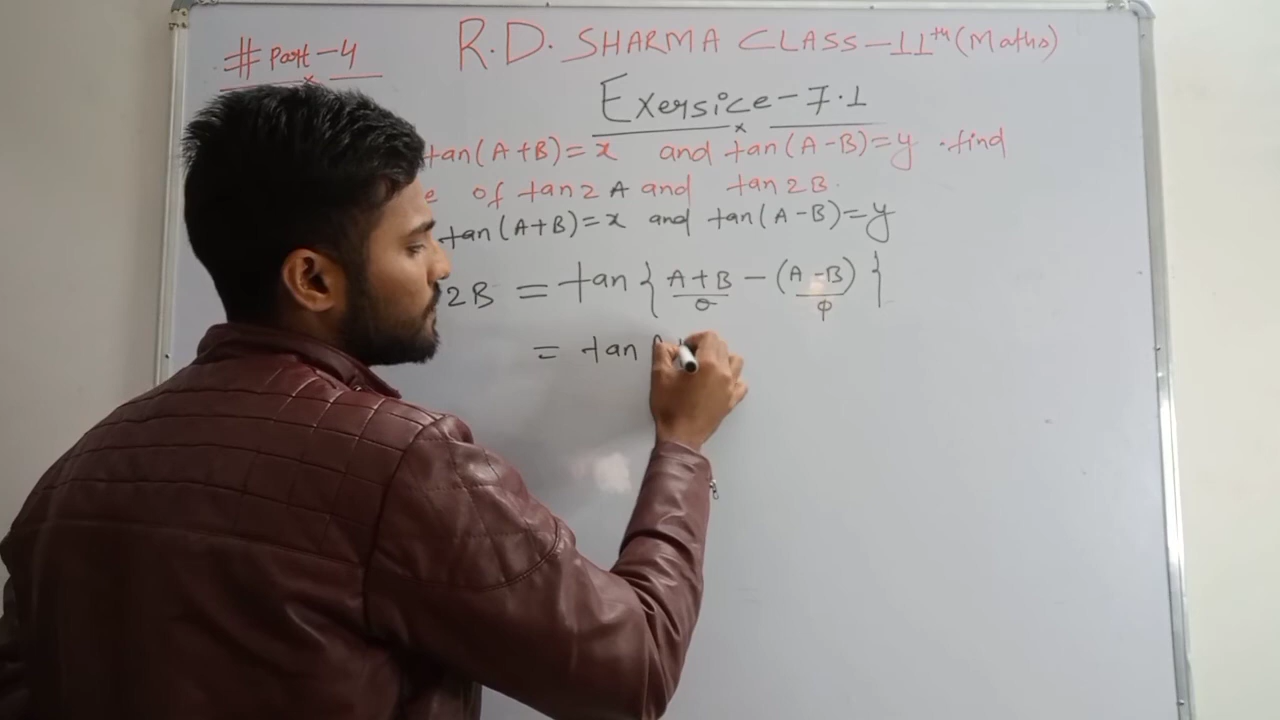 # Part-4 R.D. SHARMA CLASS-11th (Maths)
Exersice-7.1
tan(A+B)=x and tan(A-B)=y . find
e of tan2A and tan2B.
tan(A+B)=x and tan(A-B)=y
2B = tan{A+B-(A-B)}
θ φ
= tan